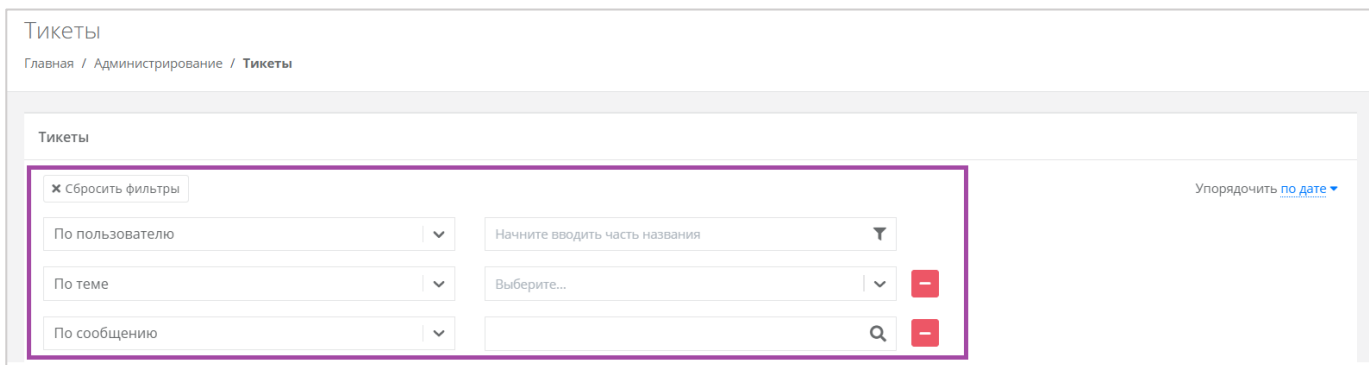 Тикеты
Главная / Администрирование / Тикеты
Тикеты
× Сбросить фильтры
Упорядочить по дате
По пользователю
Начните вводить часть названия
По теме
Выберите...
По сообщению